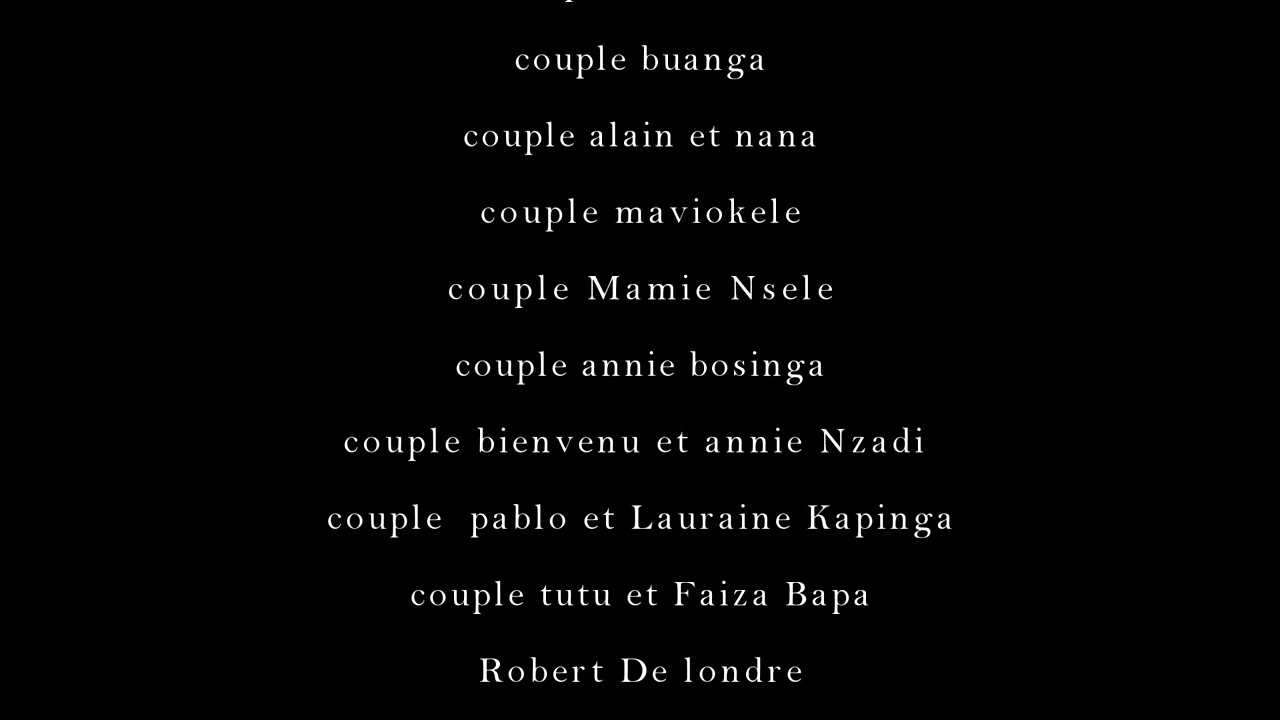 couple buanga
couple alain et nana
couple maviokele
couple Mamie Nsele
couple annie bosinga
couple bienvenu et annie Nzadi
couple  pablo et Lauraine Kapinga
couple tutu et Faiza Bapa
Robert De londre